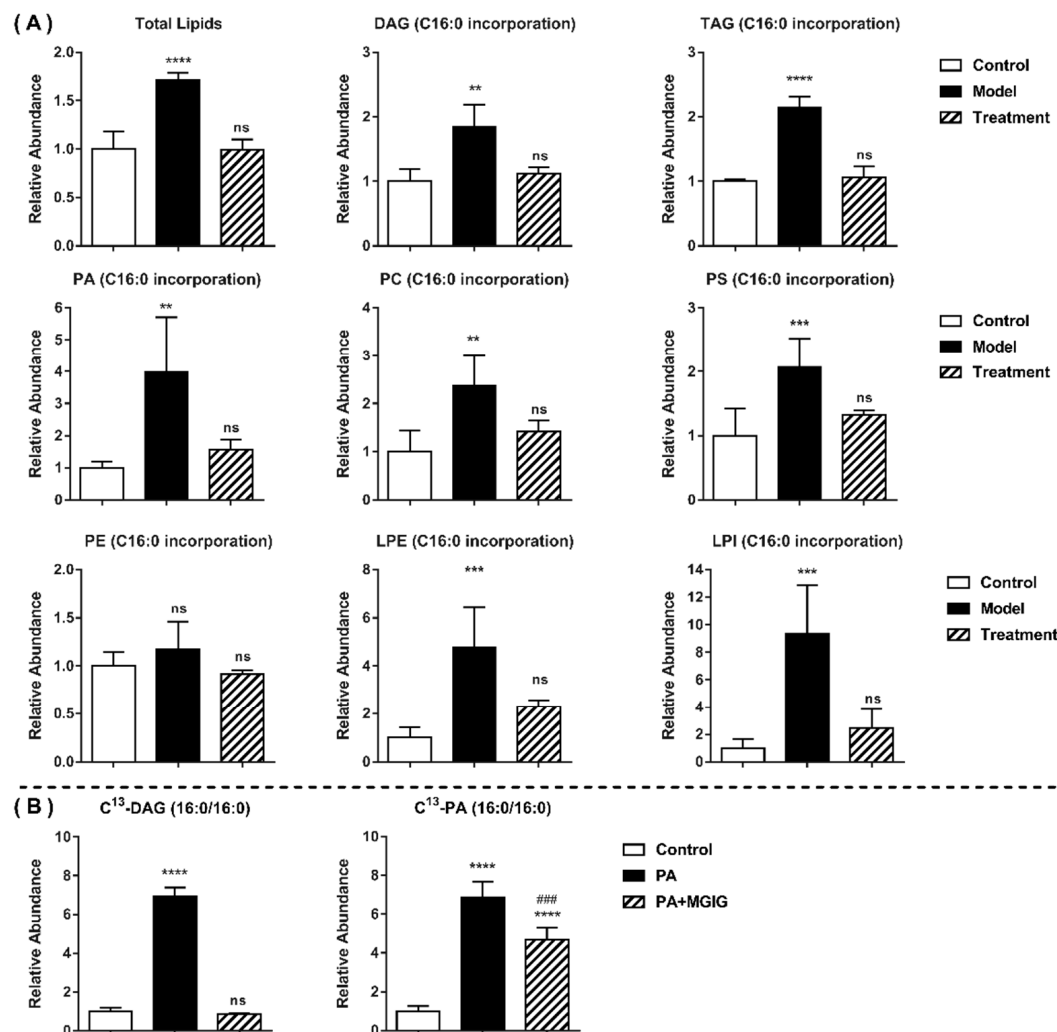 ( A )
Total Lipids
DAG (C16:0 incorporation)
TAG (C16:0 incorporation)
Relative Abundance
2.0
1.5
1.0
0.5
0.0
****
ns
Relative Abundance
3
2
1
0
**
ns
Relative Abundance
3
2
1
0
****
ns
Control
Model
Treatment
PA (C16:0 incorporation)
PC (C16:0 incorporation)
PS (C16:0 incorporation)
Relative Abundance
6
5
4
3
2
1
0
**
ns
Relative Abundance
4
3
2
1
0
**
ns
Relative Abundance
3
2
1
0
***
ns
Control
Model
Treatment
PE (C16:0 incorporation)
LPE (C16:0 incorporation)
LPI (C16:0 incorporation)
Relative Abundance
2.0
1.5
1.0
0.5
0.0
ns
ns
Relative Abundance
8
6
4
2
0
***
ns
Relative Abundance
14
12
10
8
6
4
2
0
***
ns
Control
Model
Treatment
( B )
C¹³-DAG (16:0/16:0)
C¹³-PA (16:0/16:0)
Relative Abundance
10
8
6
4
2
0
****
ns
Relative Abundance
10
8
6
4
2
0
****
###
****
Control
PA
PA+MGIG